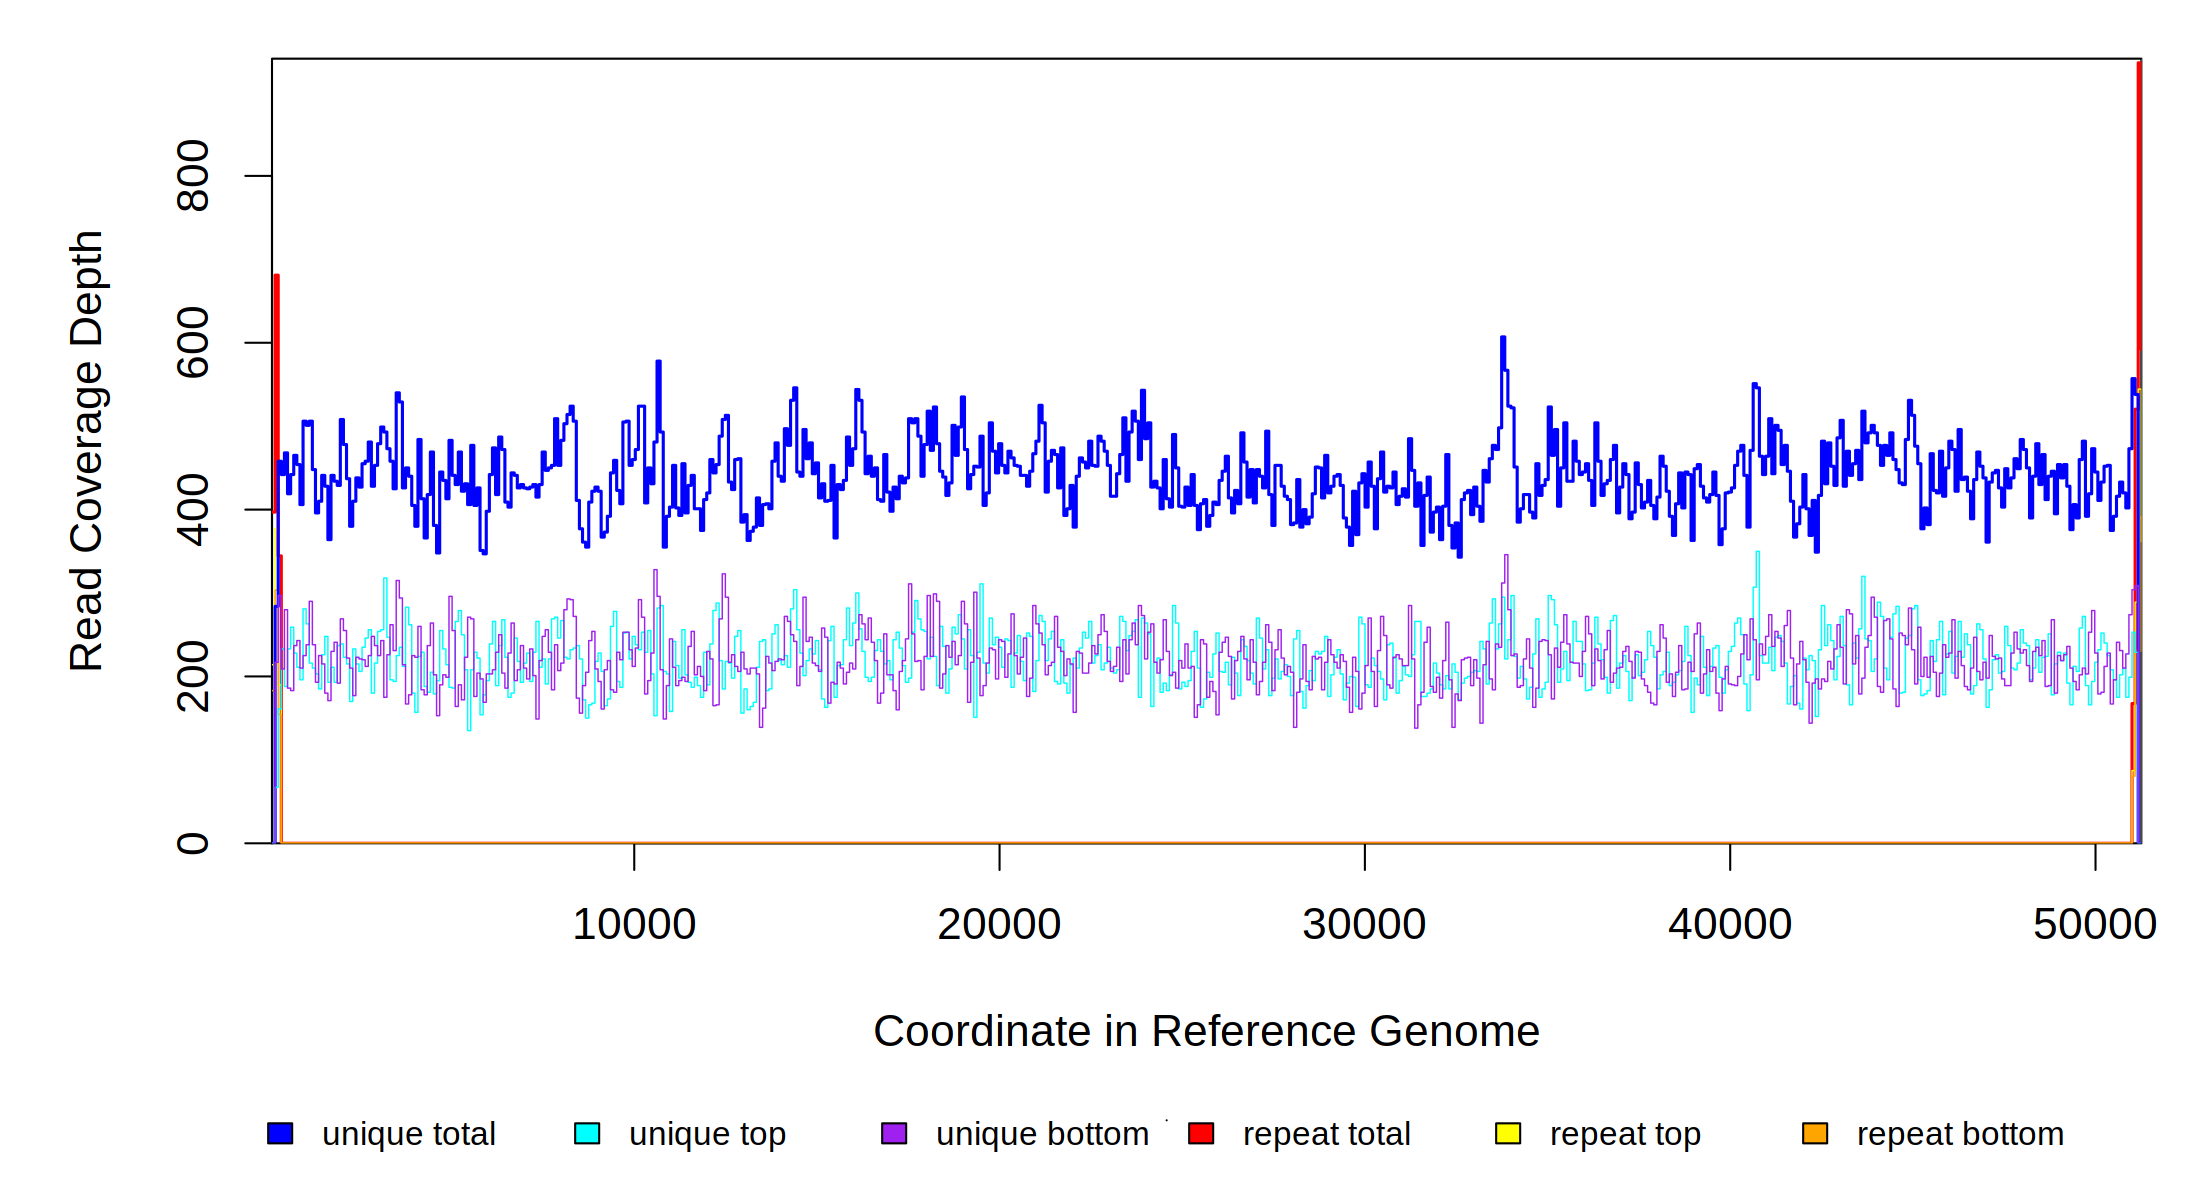 Read Coverage Depth
800
600
400
200
0
10000 20000 30000 40000 50000
Coordinate in Reference Genome
unique total unique top unique bottom repeat total repeat top repeat bottom